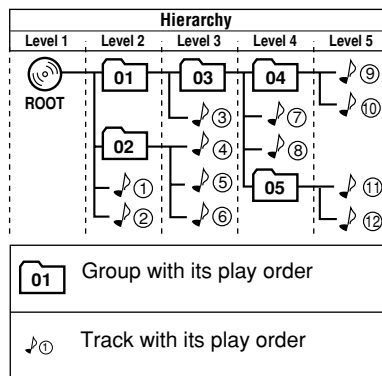 Hierarchy
Level 1 Level 2 Level 3 Level 4 Level 5
01 03 04 ⑨
ROOT ⑩
③ ⑦
02 ④ ⑧
① ⑤ 05 ⑪
② ⑥ ⑫
01 Group with its play order
① Track with its play order